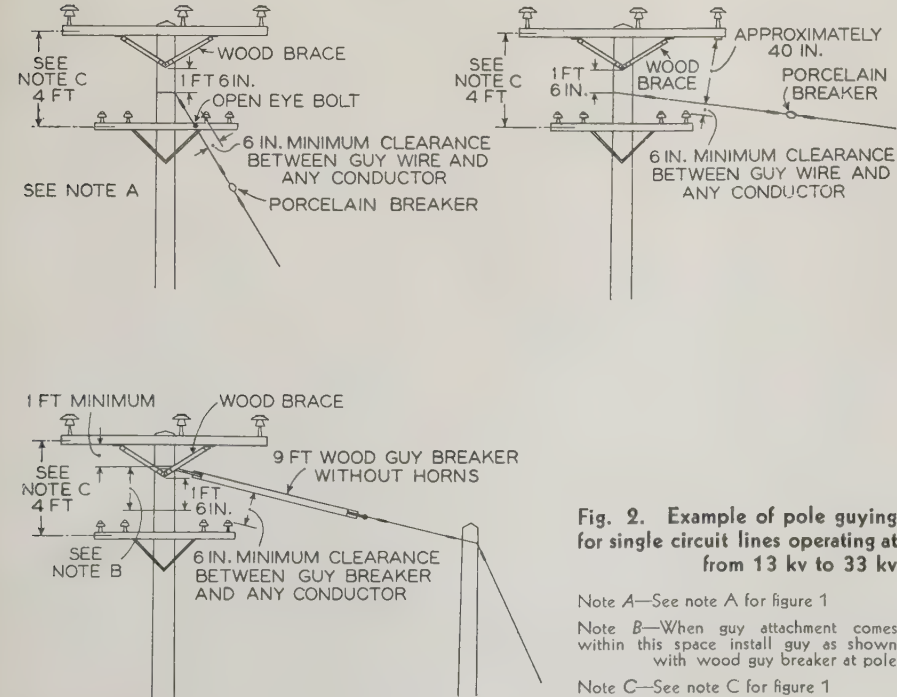 WOOD BRACE
SEE
NOTE C
4 FT
1 FT 6 IN.
OPEN EYE BOLT
6 IN. MINIMUM CLEARANCE
BETWEEN GUY WIRE AND
ANY CONDUCTOR
SEE NOTE A
PORCELAIN BREAKER
APPROXIMATELY
40 IN.
SEE
NOTE C
4 FT
1 FT
6 IN.
WOOD
BRACE
PORCELAIN
BREAKER
6 IN. MINIMUM CLEARANCE
BETWEEN GUY WIRE AND
ANY CONDUCTOR
1 FT MINIMUM
WOOD BRACE
9 FT WOOD GUY BREAKER
WITHOUT HORNS
SEE
NOTE C
4 FT
1 FT
6 IN.
SEE
NOTE B
6 IN. MINIMUM CLEARANCE
BETWEEN GUY BREAKER
AND ANY CONDUCTOR
Fig. 2. Example of pole guying
for single circuit lines operating at
from 13 kv to 33 kv
Note A—See note A for figure 1
Note B—When guy attachment comes
within this space install guy as shown
with wood guy breaker at pole
Note C—See note C for figure 1